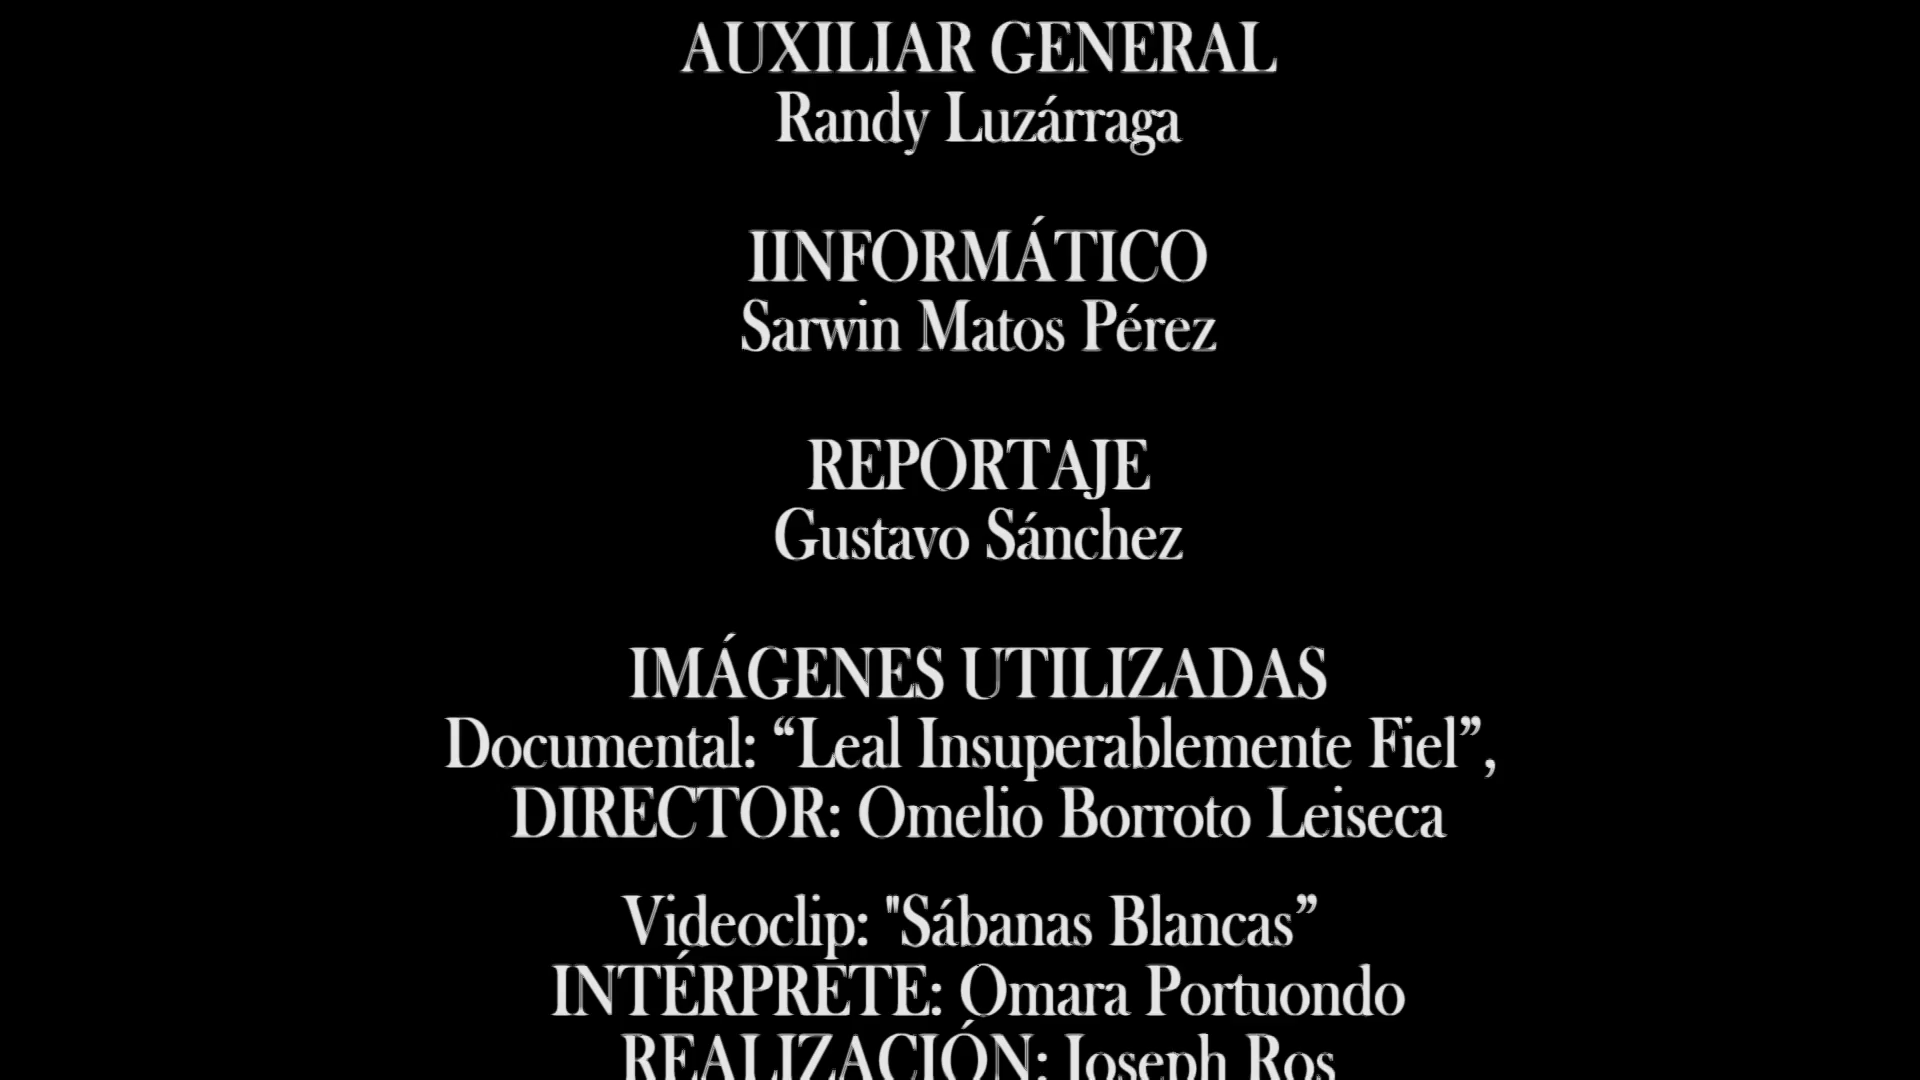 AUXILIAR GENERAL
Randy Luzárraga
IINFORMÁTICO
Sarwin Matos Pérez
REPORTAJE
Gustavo Sánchez
IMÁGENES UTILIZADAS
Documental: “Leal Insuperablemente Fiel”,
DIRECTOR: Omelio Borroto Leiseca
Videoclip: "Sábanas Blancas”
INTÉRPRETE: Omara Portuondo
REALIZACIÓN: Joseph Ros